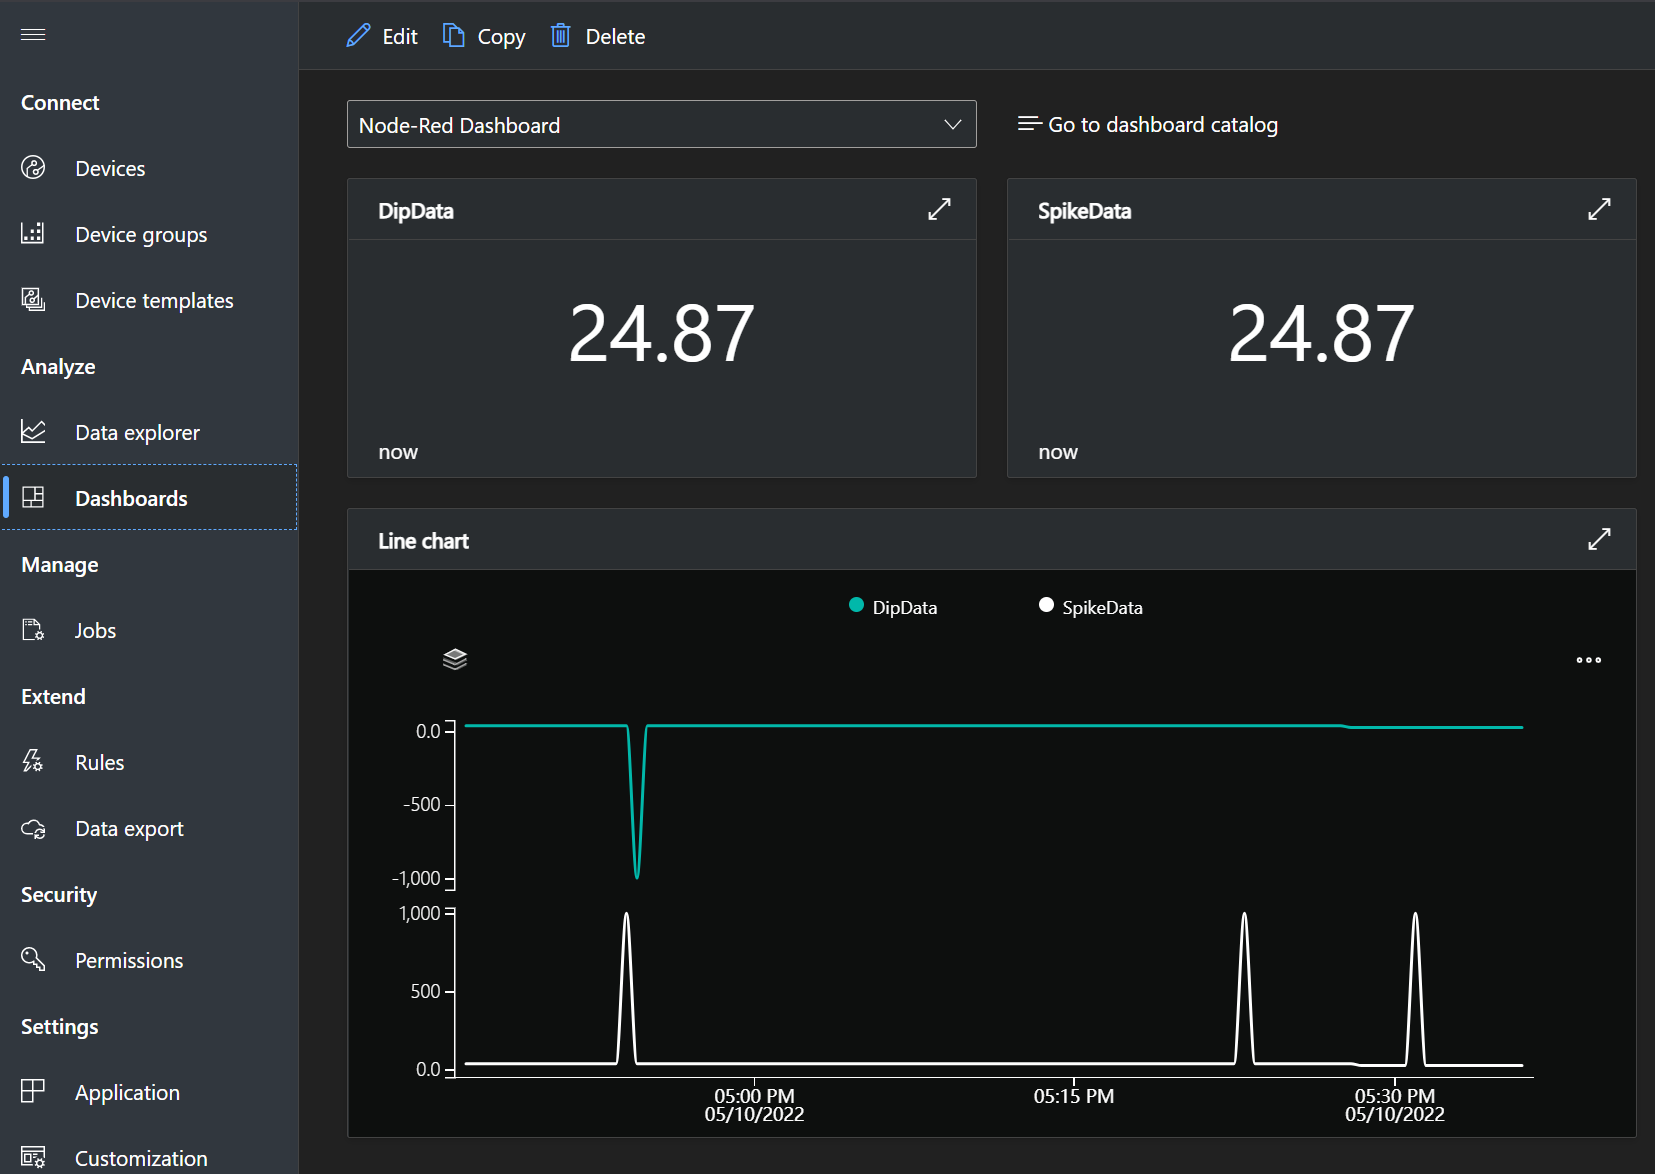 Edit
Copy
Delete
Connect
Devices
Device groups
Device templates
Analyze
Data explorer
Dashboards
Manage
Jobs
Extend
Rules
Data export
Security
Permissions
Settings
Application
Customization
Node-Red Dashboard
Go to dashboard catalog
DipData
24.87
now
SpikeData
24.87
now
Line chart
DipData
SpikeData
0.0
-500
-1,000
1,000
500
0.0
05:00 PM
05/10/2022
05:15 PM
05:30 PM
05/10/2022